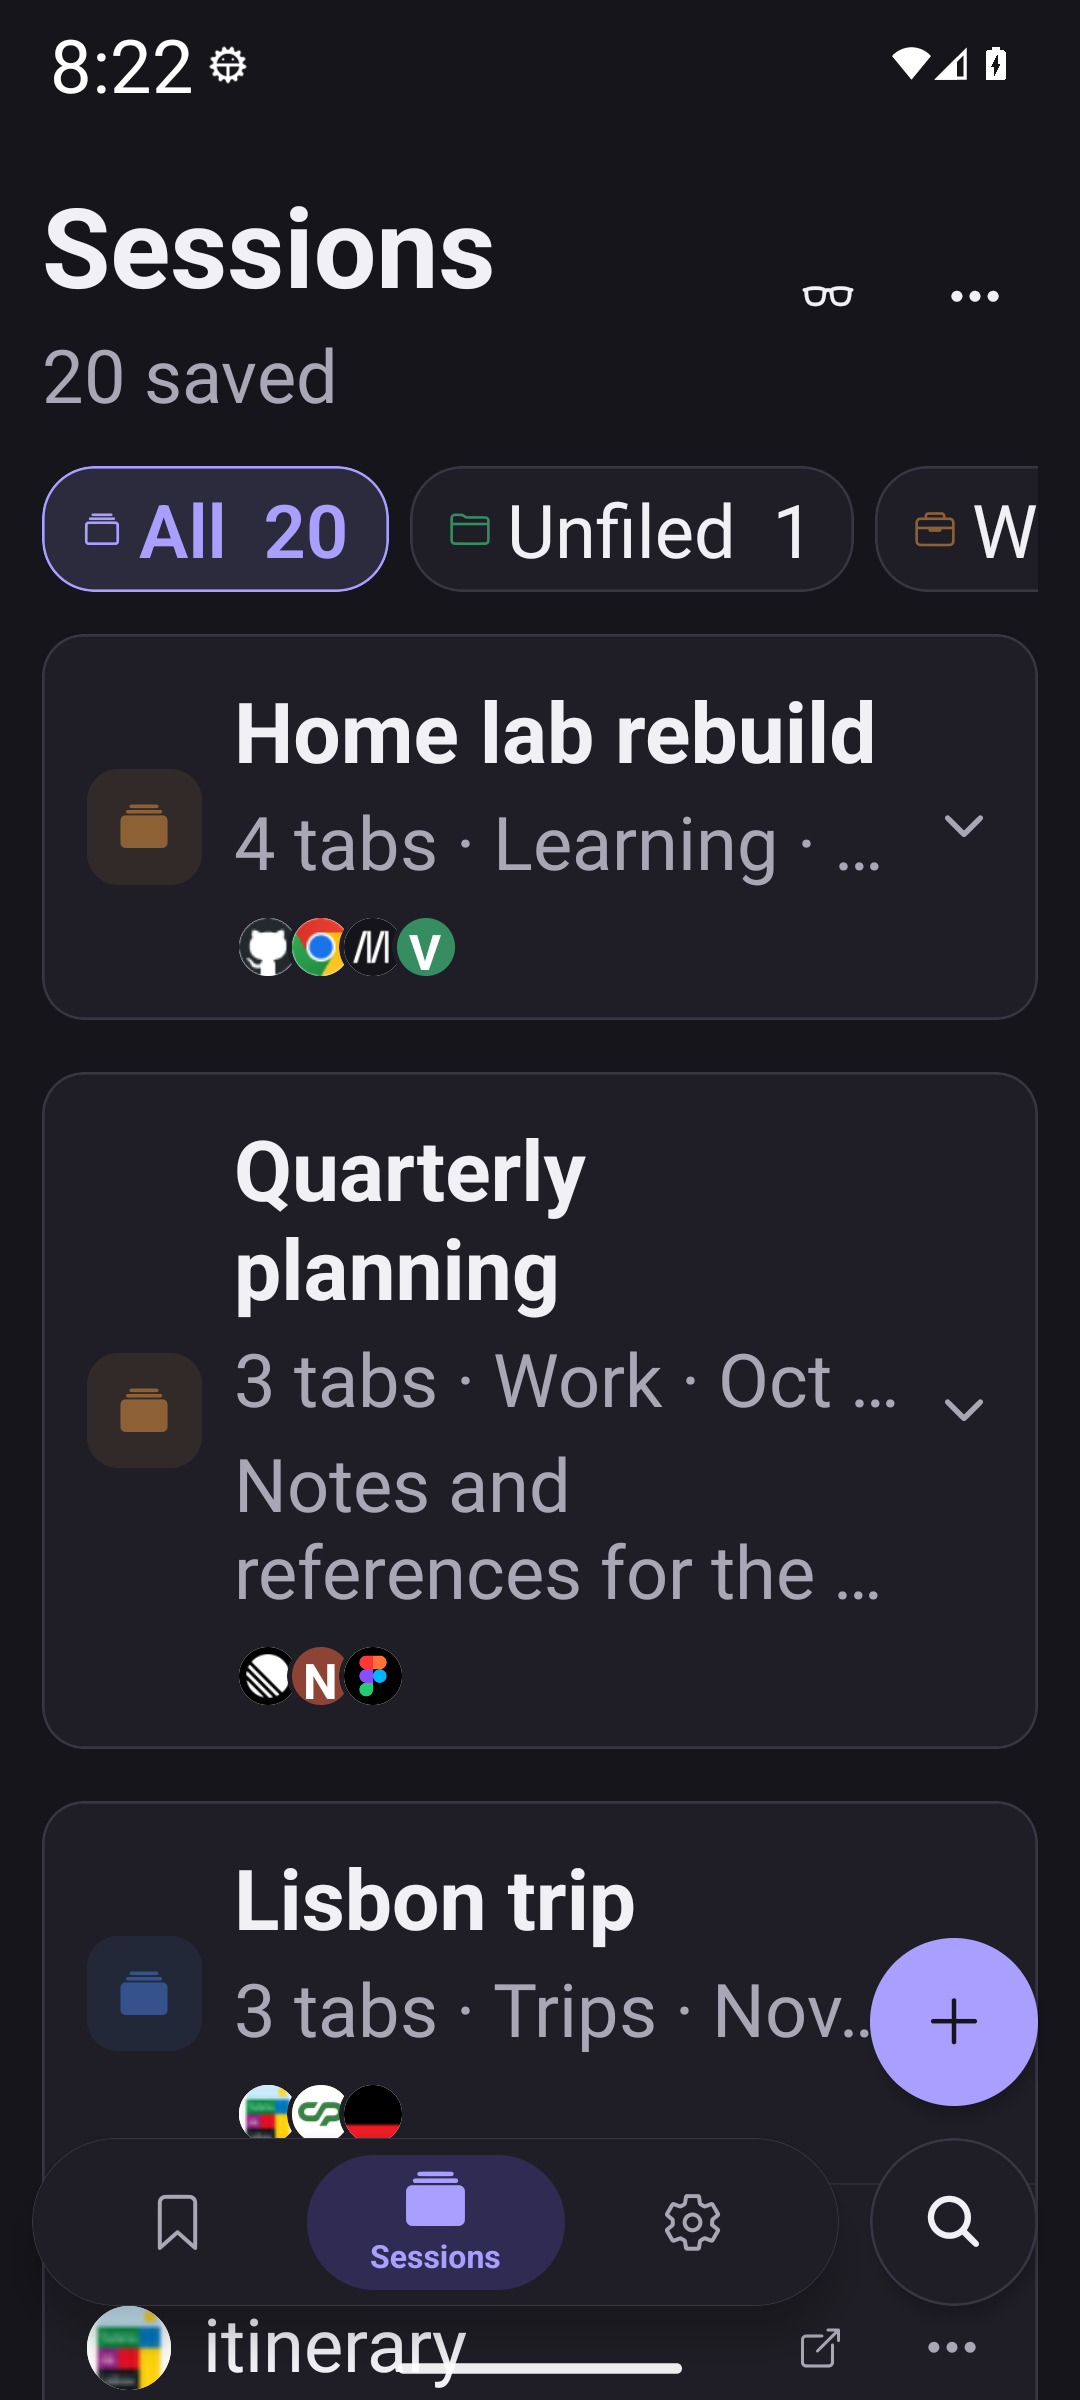 8:22
Sessions
20 saved
All 20
Unfiled 1
W
Home lab rebuild
4 tabs · Learning · …
V
Quarterly
planning
3 tabs · Work · Oct …
Notes and
references for the …
N
Lisbon trip
3 tabs · Trips · Nov…
Sessions
itinerary